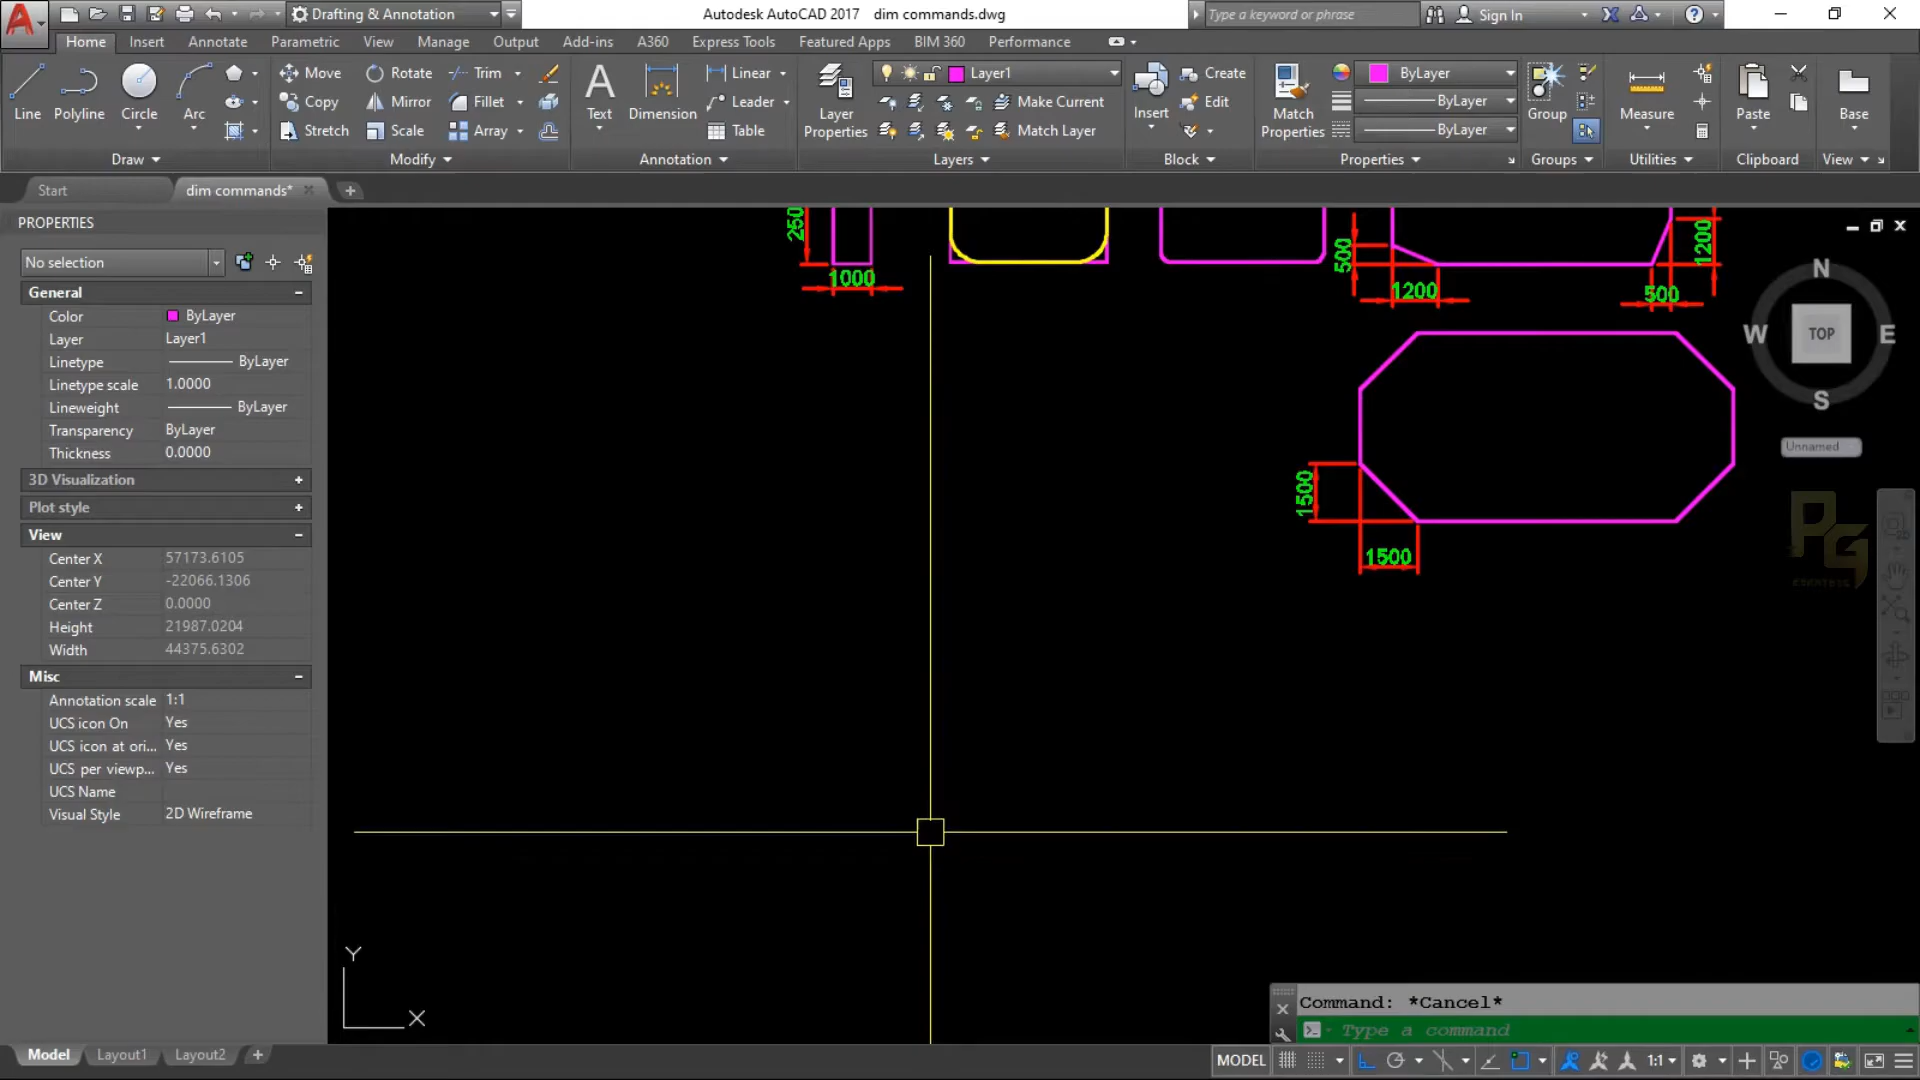 Drafting & Annotation
Autodesk AutoCAD 2017 dim commands.dwg
Type a keyword or phrase
Sign In
Home Insert Annotate Parametric View Manage Output Add-ins A360 Express Tools Featured Apps BIM 360 Performance
Line
Polyline
Circle
Arc
Draw
Move
Rotate
Trim
Copy
Mirror
Fillet
Stretch
Scale
Array
Modify
Text
Dimension
Linear
Leader
Table
Annotation
Layer
Properties
Layer1
Make Current
Match Layer
Layers
Insert
Create
Edit
Block
Match
Properties
ByLayer
ByLayer
ByLayer
Properties
Group
Groups
Measure
Utilities
Paste
Clipboard
Base
View
Start
dim commands*
PROPERTIES
No selection
General
Color ByLayer
Layer Layer1
Linetype ByLayer
Linetype scale 1.0000
Lineweight ByLayer
Transparency ByLayer
Thickness 0.0000
3D Visualization
Plot style
View
Center X 57173.6105
Center Y -22066.1306
Center Z 0.0000
Height 21987.0204
Width 44375.6302
Misc
Annotation scale 1:1
UCS icon On Yes
UCS icon at ori... Yes
UCS per viewp... Yes
UCS Name
Visual Style 2D Wireframe
250
1000
500
1200
500
1200
1500
1500
N
W TOP E
S
Unnamed
PG
Y
X
Command: *Cancel*
Type a command
Model Layout1 Layout2
MODEL
1:1